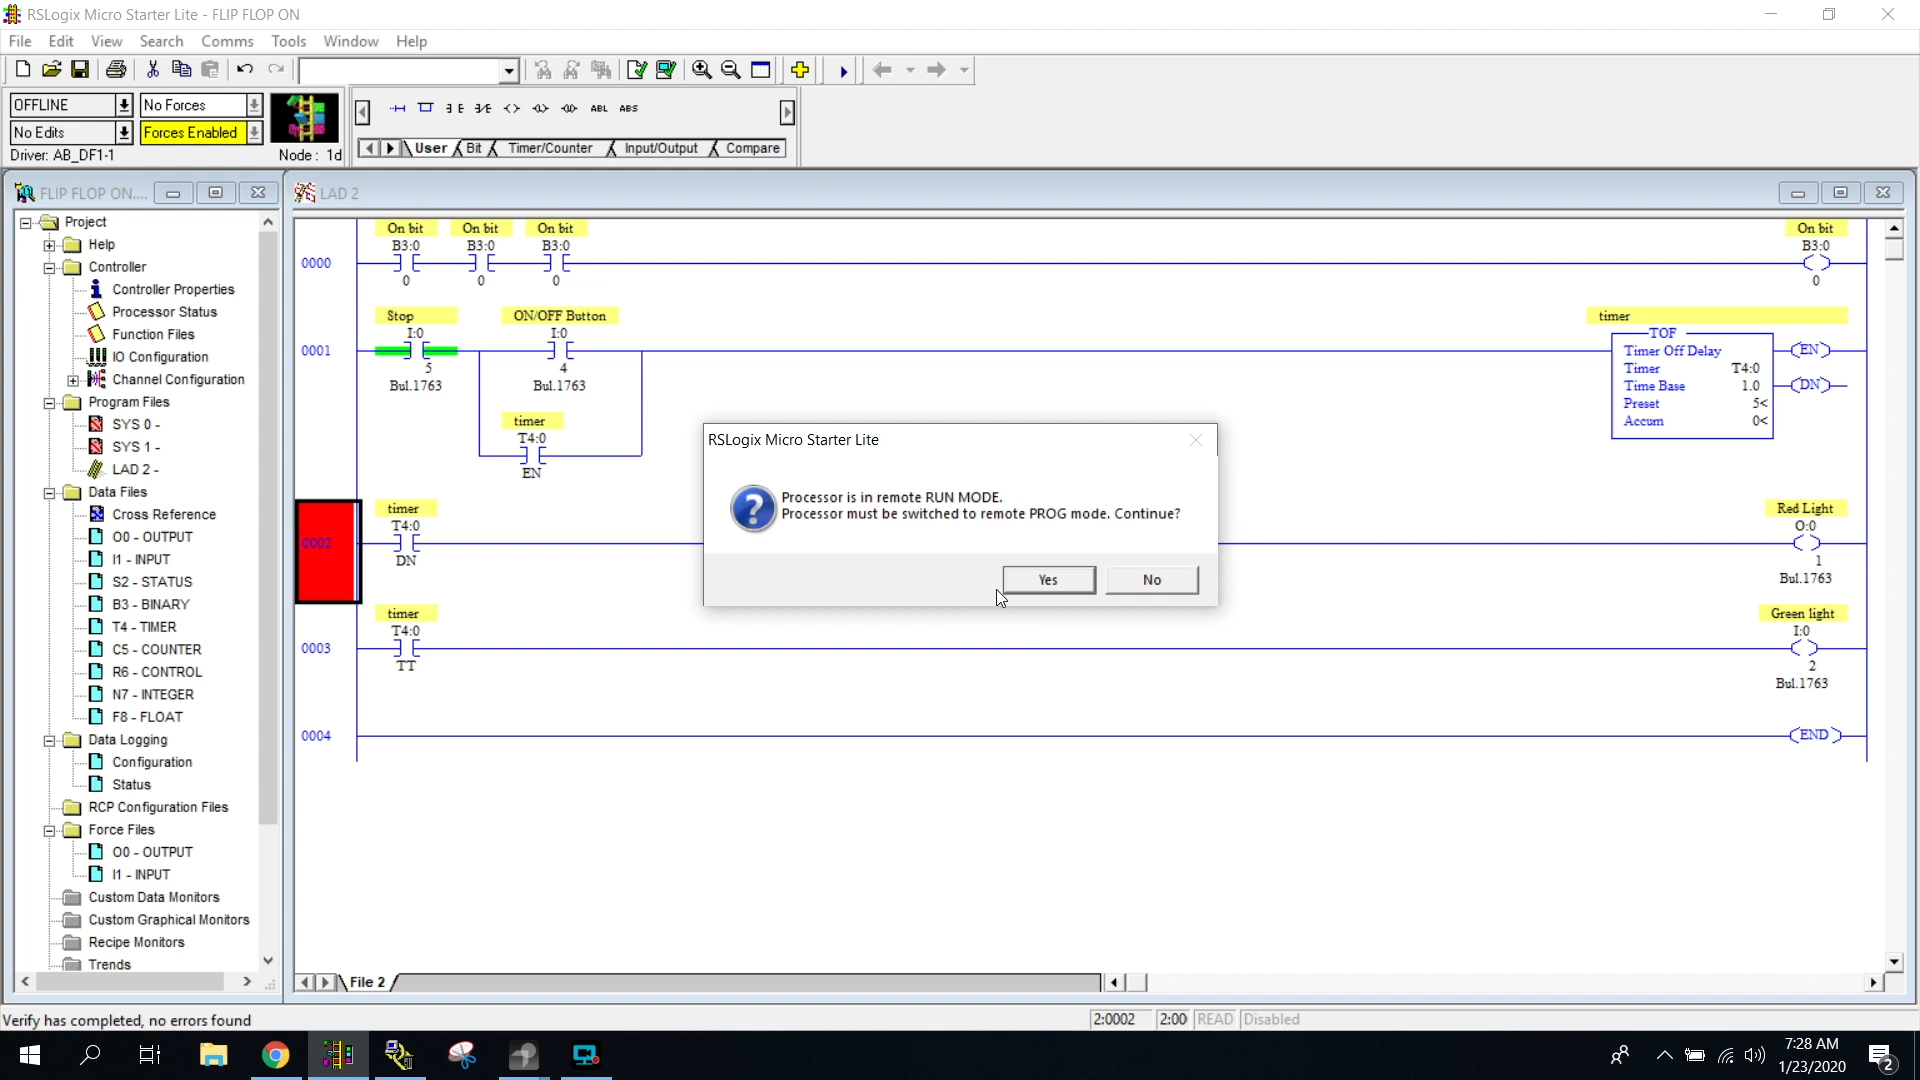 RSLogix Micro Starter Lite - FLIP FLOP ON
File Edit View Search Comms Tools Window Help
OFFLINE No Forces
No Edits Forces Enabled
Driver: AB_DF1-1 Node : 1d
ABL ABS
User Bit Timer/Counter Input/Output Compare
FLIP FLOP ON....
Project
Help
Controller
Controller Properties
Processor Status
Function Files
IO Configuration
Channel Configuration
Program Files
SYS 0 -
SYS 1 -
LAD 2 -
Data Files
Cross Reference
O0 - OUTPUT
I1 - INPUT
S2 - STATUS
B3 - BINARY
T4 - TIMER
C5 - COUNTER
R6 - CONTROL
N7 - INTEGER
F8 - FLOAT
Data Logging
Configuration
Status
RCP Configuration Files
Force Files
O0 - OUTPUT
I1 - INPUT
Custom Data Monitors
Custom Graphical Monitors
Recipe Monitors
Trends
LAD 2
On bit On bit On bit On bit
B3:0 B3:0 B3:0 B3:0
0000
0 0 0 0
Stop ON/OFF Button timer
I:0 I:0 TOF
0001 Timer Off Delay EN
5 4 Timer T4:0
Bul.1763 Bul.1763 Time Base 1.0 DN
Preset 5<
Accum 0<
timer
T4:0
EN
timer Red Light
T4:0 O:0
0002
DN 1
Bul.1763
timer Green light
T4:0 I:0
0003
TT 2
Bul.1763
0004 END
RSLogix Micro Starter Lite
Processor is in remote RUN MODE.
Processor must be switched to remote PROG mode. Continue?
Yes No
File 2
Verify has completed, no errors found 2:0002 2:00 READ Disabled
7:28 AM
1/23/2020
2